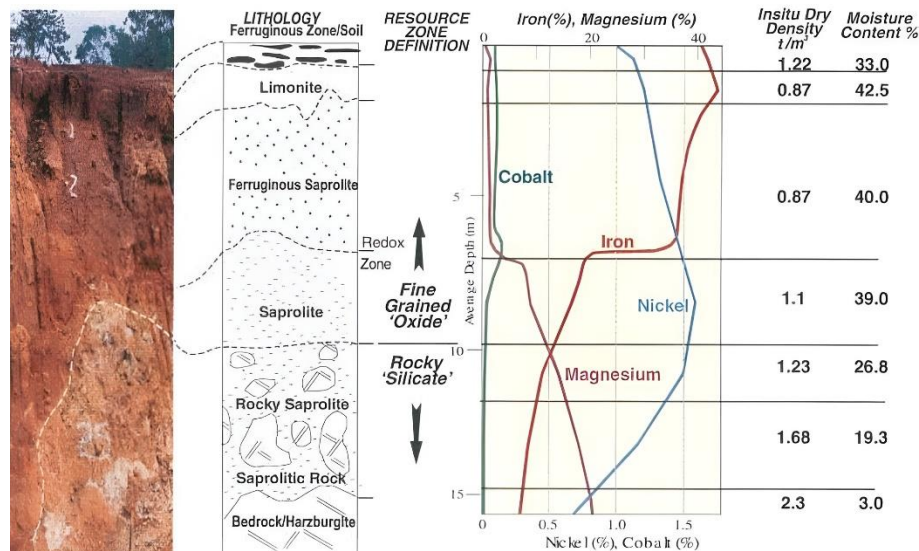 LITHOLOGY
Ferruginous Zone/Soil
RESOURCE
ZONE
DEFINITION
Iron(%), Magnesium (%)
0
20
40
Insitu Dry
Density
t/m³
Moisture
Content %
Limonite
Ferruginous Saprolite
Redox
Zone
Saprolite
Fine
Grained
'Oxide'
Rocky
'Silicate'
Rocky Saprolite
Saprolitic Rock
Bedrock/Harzburgite
Average Depth (m)
5
10
15
Cobalt
Iron
Nickel
Magnesium
0
0.5
1.0
1.5
Nickel (%), Cobalt (%)
1.22 33.0
0.87 42.5
0.87 40.0
1.1 39.0
1.23 26.8
1.68 19.3
2.3 3.0